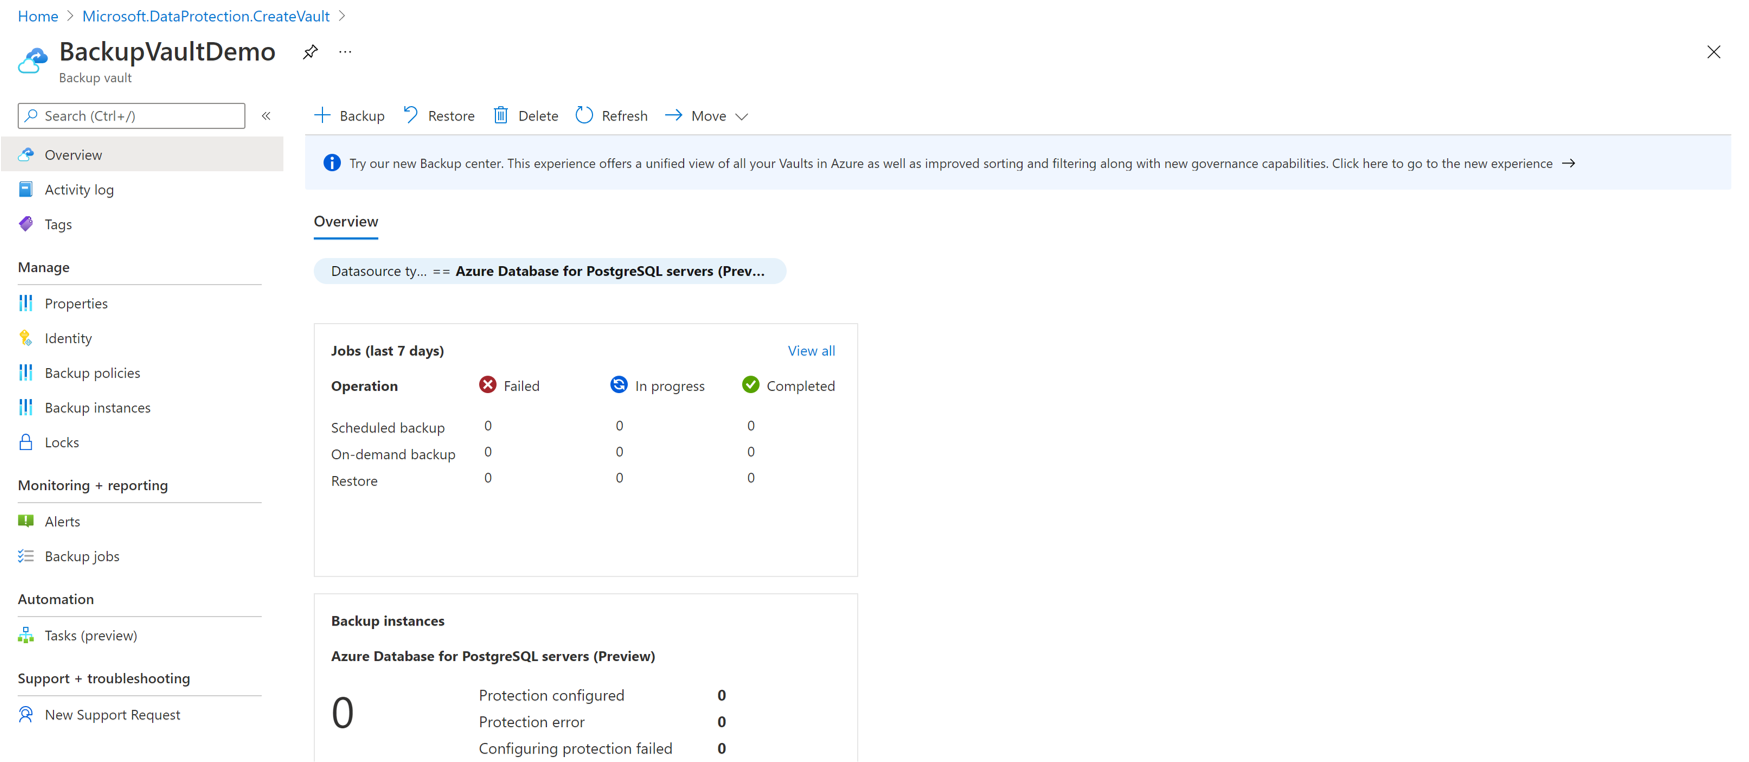 Home > Microsoft.DataProtection.CreateVault >
BackupVaultDemo ...
Backup vault
Search (Ctrl+/) «
Overview
Activity log
Tags
Manage
Properties
Identity
Backup policies
Backup instances
Locks
Monitoring + reporting
Alerts
Backup jobs
Automation
Tasks (preview)
Support + troubleshooting
New Support Request
+ Backup Restore Delete Refresh → Move
Try our new Backup center. This experience offers a unified view of all your Vaults in Azure as well as improved sorting and filtering along with new governance capabilities. Click here to go to the new experience →
Overview
Datasource ty... == Azure Database for PostgreSQL servers (Prev...
Jobs (last 7 days) View all
Operation Failed In progress Completed
Scheduled backup 0 0 0
On-demand backup 0 0 0
Restore 0 0 0
Backup instances
Azure Database for PostgreSQL servers (Preview)
0
Protection configured 0
Protection error 0
Configuring protection failed 0